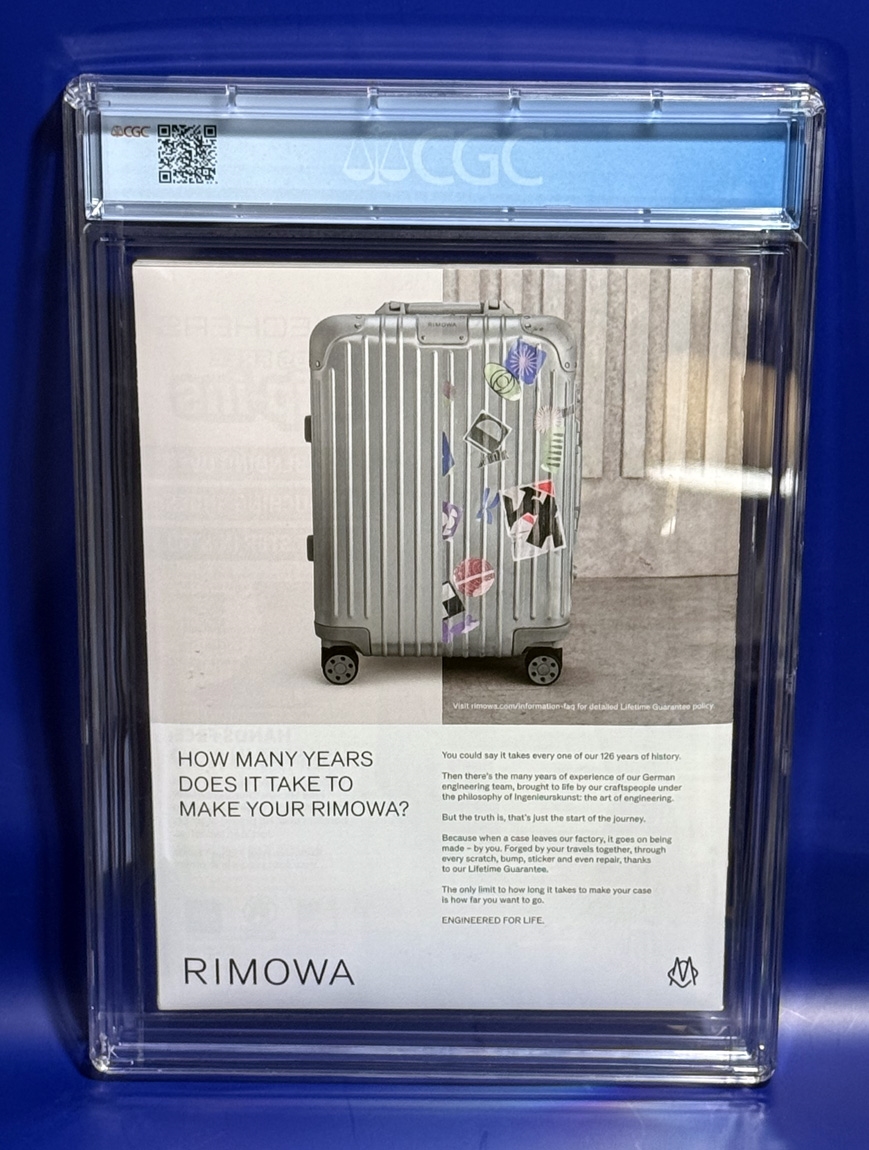 CGC
CGC
RIMOWA
Visit rimowa.com/information-faq for detailed Lifetime Guarantee policy
HOW MANY YEARS
DOES IT TAKE TO
MAKE YOUR RIMOWA?
You could say it takes every one of our 126 years of history.
Then there's the many years of experience of our German
engineering team, brought to life by our craftspeople under
the philosophy of Ingenieurskunst: the art of engineering.
But the truth is, that's just the start of the journey.
Because when a case leaves our factory, it goes on being
made – by you. Forged by your travels together, through
every scratch, bump, sticker and even repair, thanks
to our Lifetime Guarantee.
The only limit to how long it takes to make your case
is how far you want to go.
ENGINEERED FOR LIFE.
RIMOWA